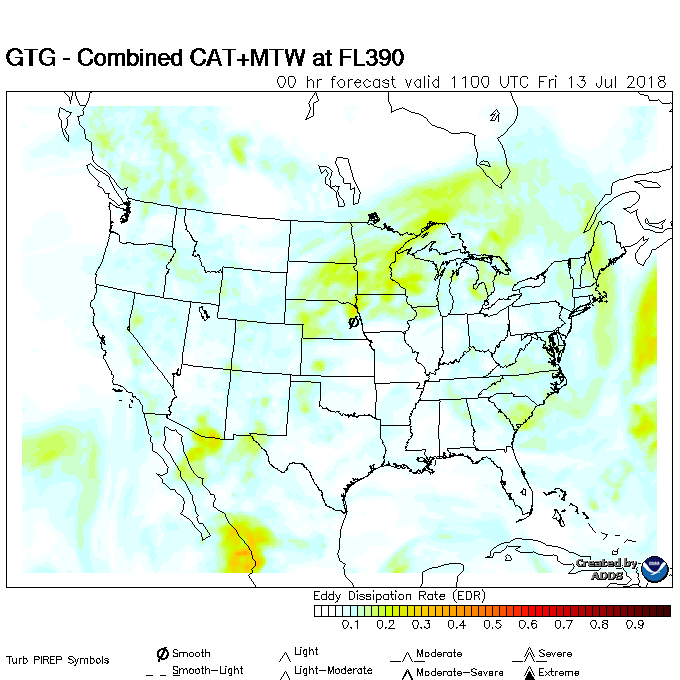 GTG - Combined CAT+MTW at FL390
00 hr forecast valid 1100 UTC Fri 13 Jul 2018
Created by
ADDS
NOAA
Eddy Dissipation Rate (EDR)
0.1 0.2 0.3 0.4 0.5 0.6 0.7 0.8 0.9
Turb PIREP Symbols
Smooth Light Moderate Severe
Smooth-Light Light-Moderate Moderate-Severe Extreme